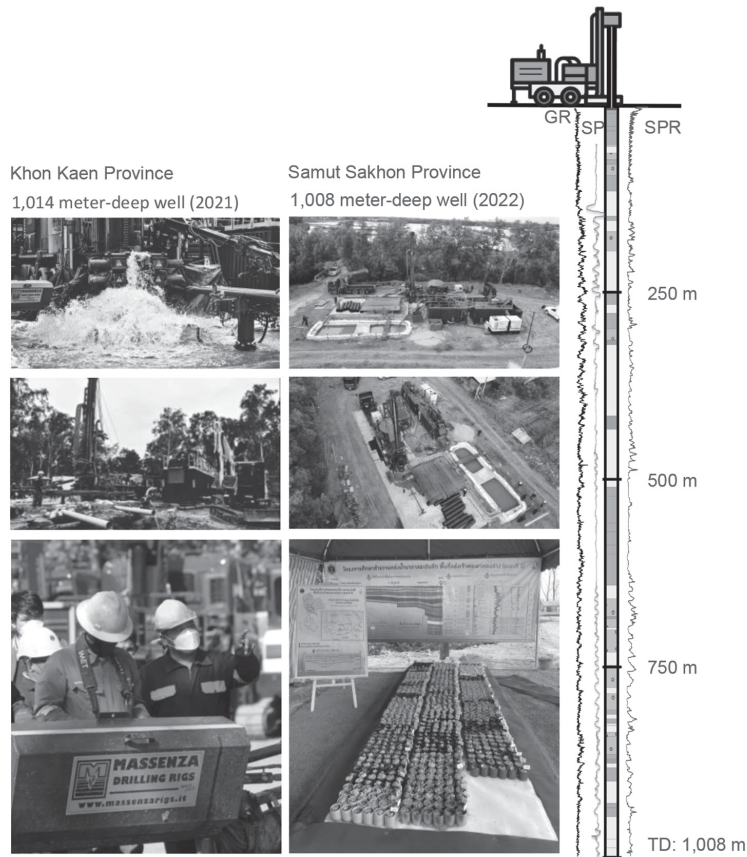 GR
SP
SPR
Khon Kaen Province
1,014 meter-deep well (2021)
Samut Sakhon Province
1,008 meter-deep well (2022)
250 m
500 m
750 m
MASSENZA
DRILLING RIGS
www.massenzarigs.it
TD: 1,008 m